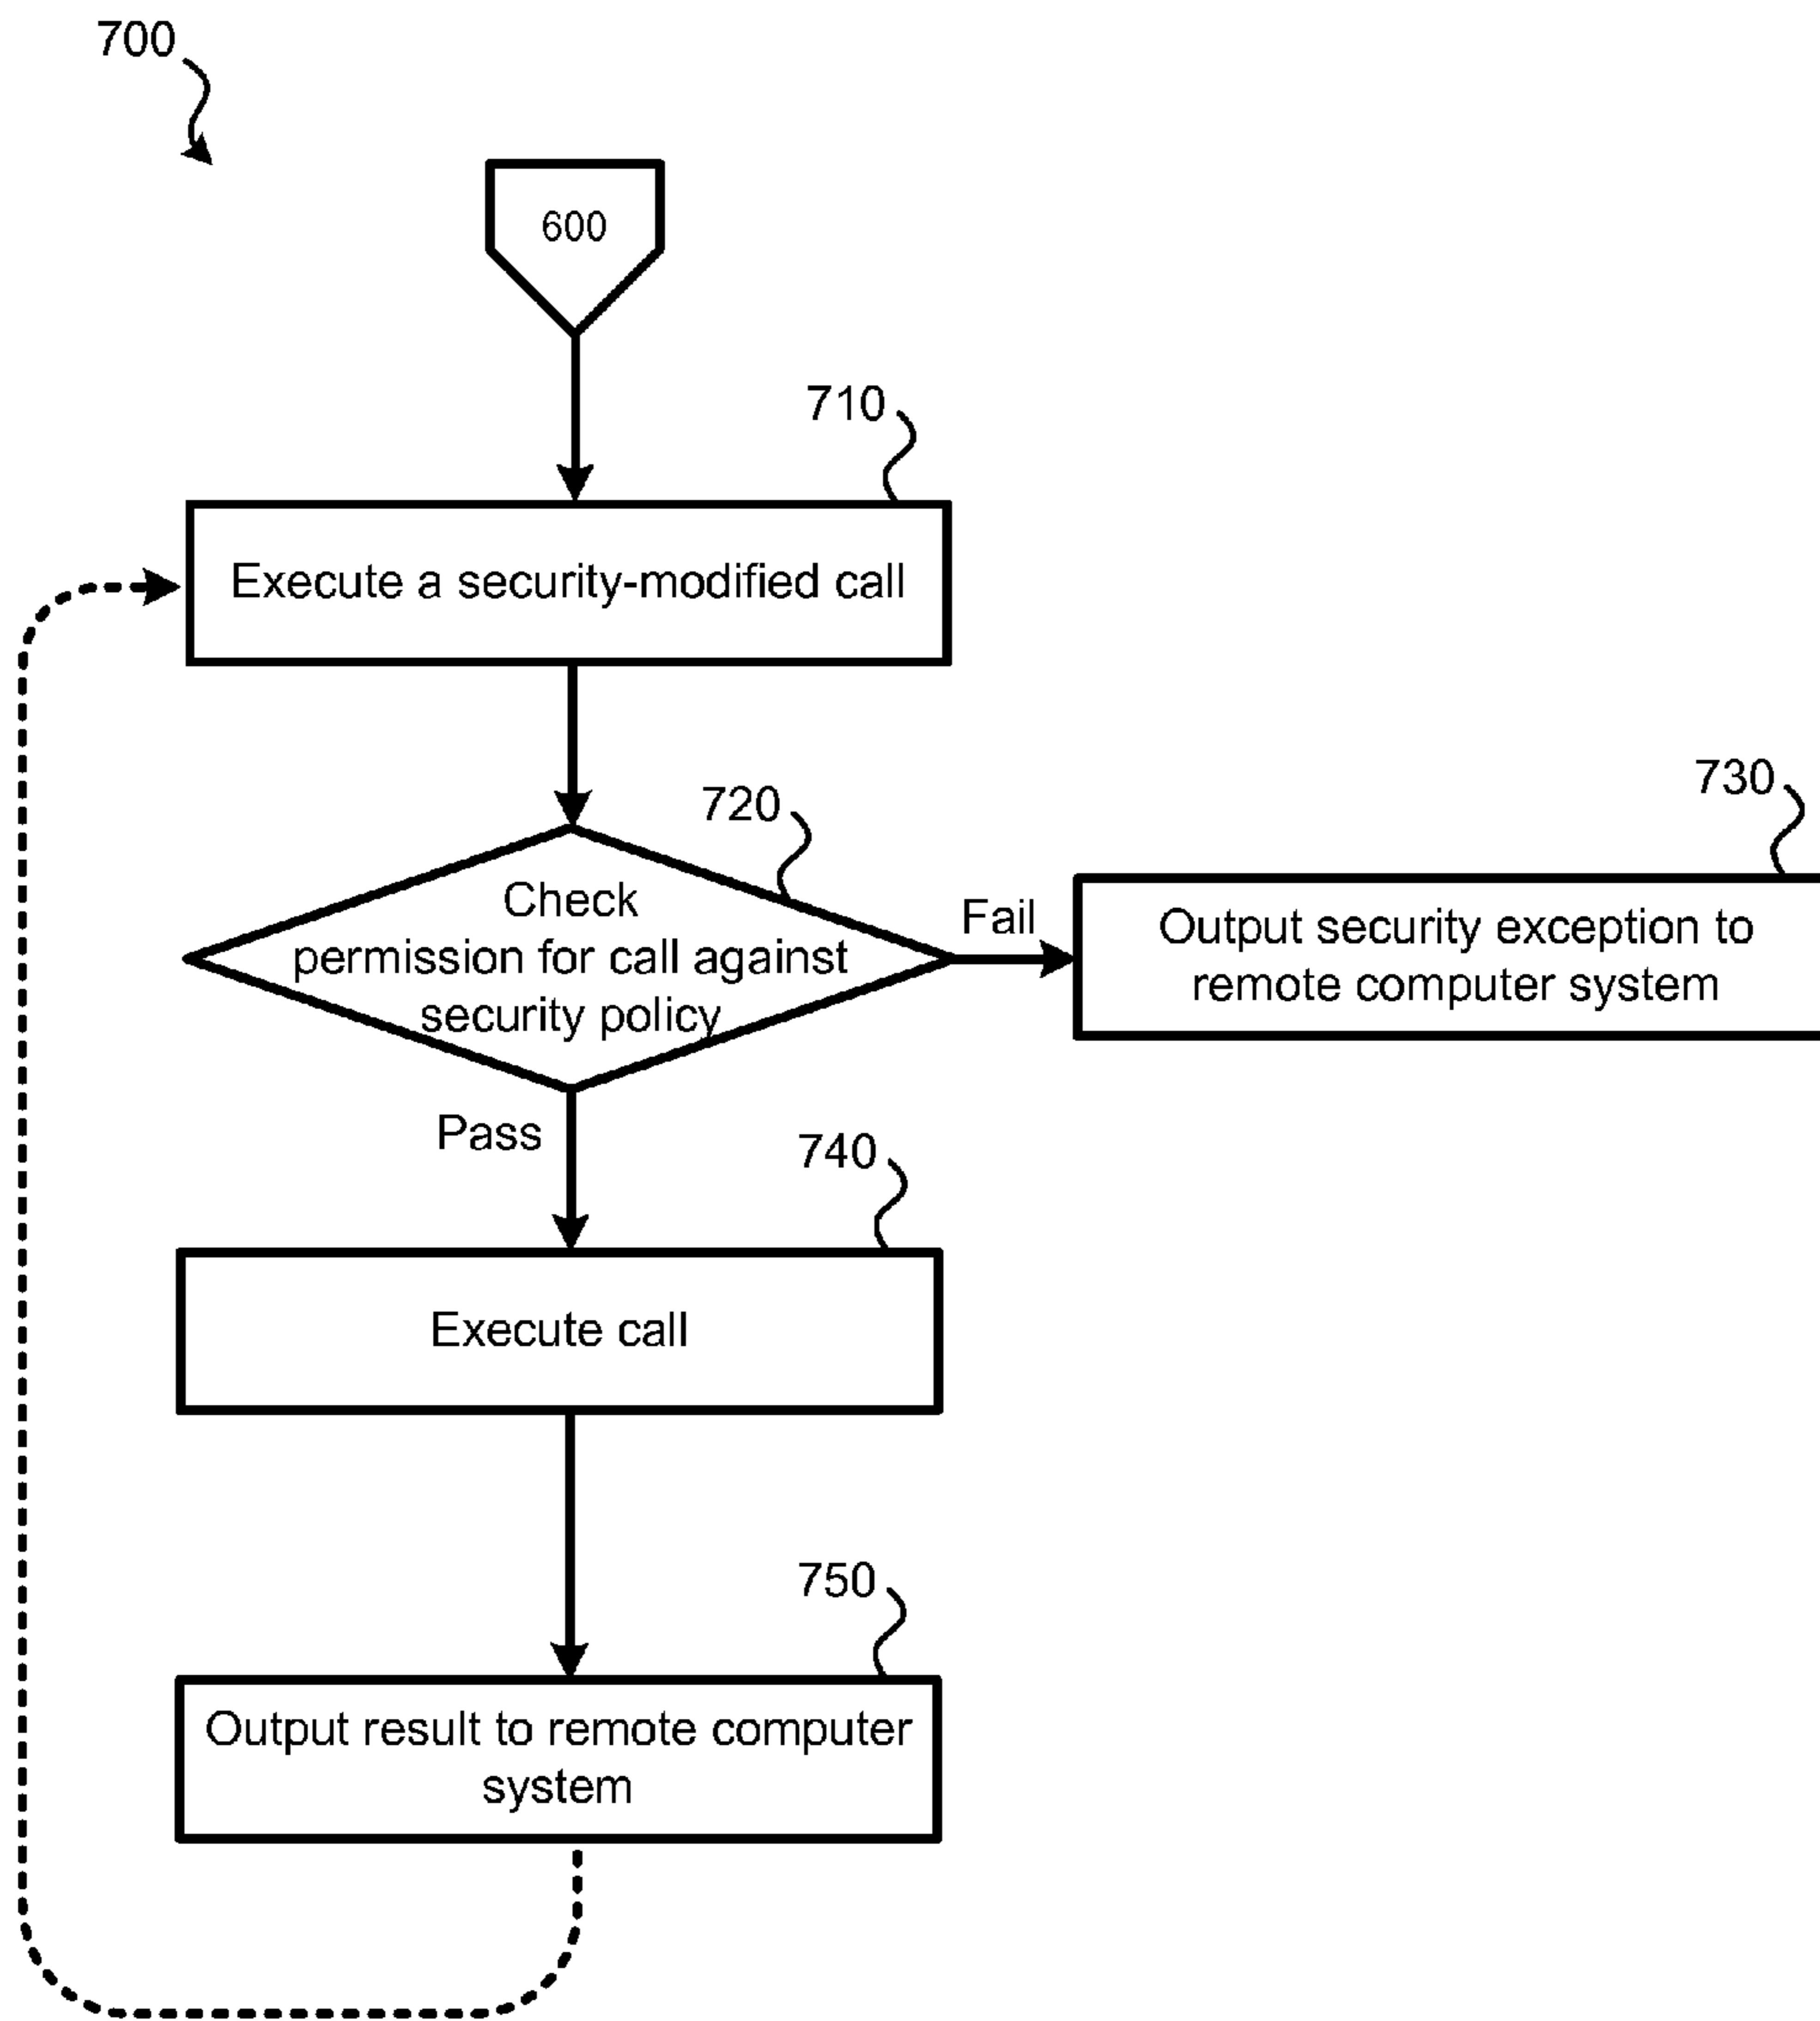 700
600
710
Execute a security-modified call
720
Check
permission for call against
security policy
Fail
730
Output security exception to
remote computer system
Pass
740
Execute call
750
Output result to remote computer
system